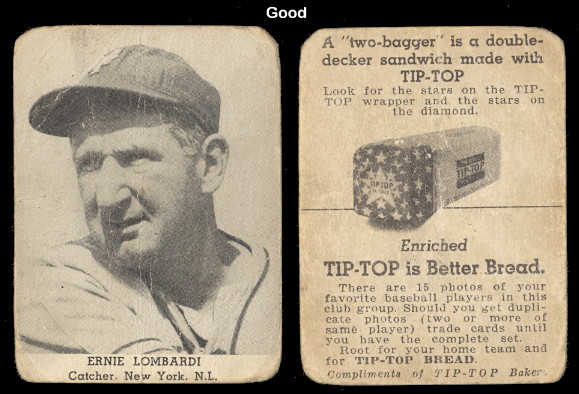 Good
ERNIE LOMBARDI
Catcher. New York, N.L.
A "two-bagger" is a double-
decker sandwich made with
TIP-TOP
Look for the stars on the TIP-
TOP wrapper and the stars on
the diamond.
TIP-TOP
TIP-TOP
Enriched
TIP-TOP is Better Bread.
There are 15 photos of your
favorite baseball players in this
club group. Should you get dupli-
cate photos (two or more of
same player) trade cards until
you have the complete set.
Root for your home team and
for TIP-TOP BREAD.
Compliments of TIP-TOP Baker